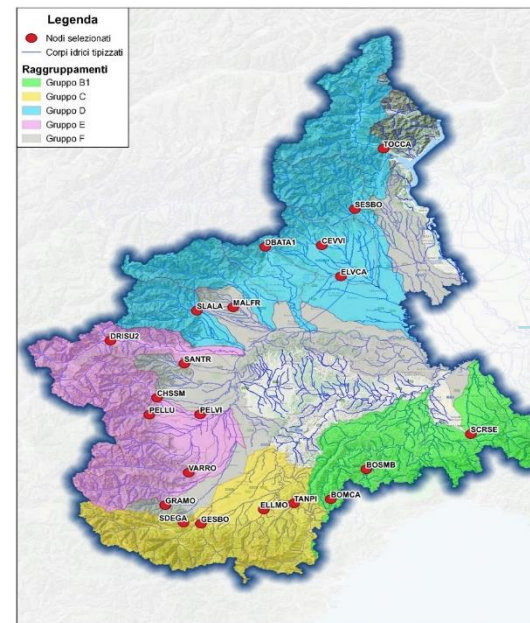 Legenda
Nodi selezionati
Corpi idrici tipizzati
Raggruppamenti
Gruppo B1
Gruppo C
Gruppo D
Gruppo E
Gruppo F
TOCCA
SESBO
DBATA1
CEVVI
ELVCA
SLALA
MALFR
DRISU2
SANTR
CHSSM
PELLU
PELVI
SCRSE
VARRO
BOSMB
GRAMO
ELLMO
TANPI
BOMCA
SDEGA
GESBO